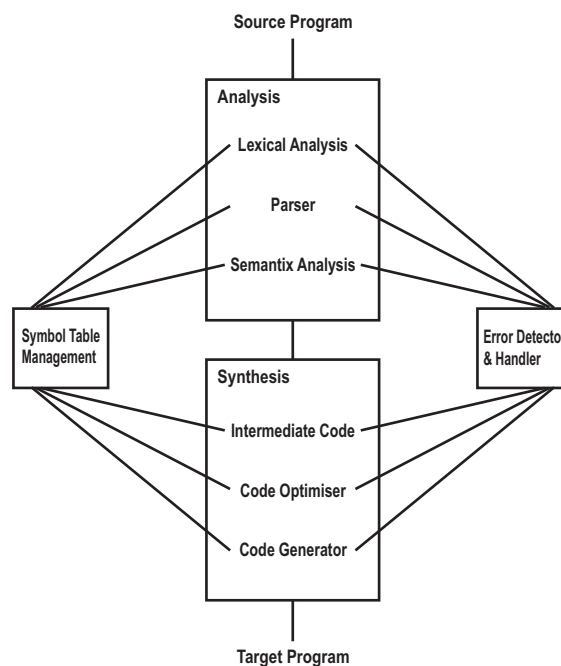 Source Program
Analysis
Lexical Analysis
Parser
Semantix Analysis
Symbol Table
Management
Error Detecto
& Handler
Synthesis
Intermediate Code
Code Optimiser
Code Generator
Target Program